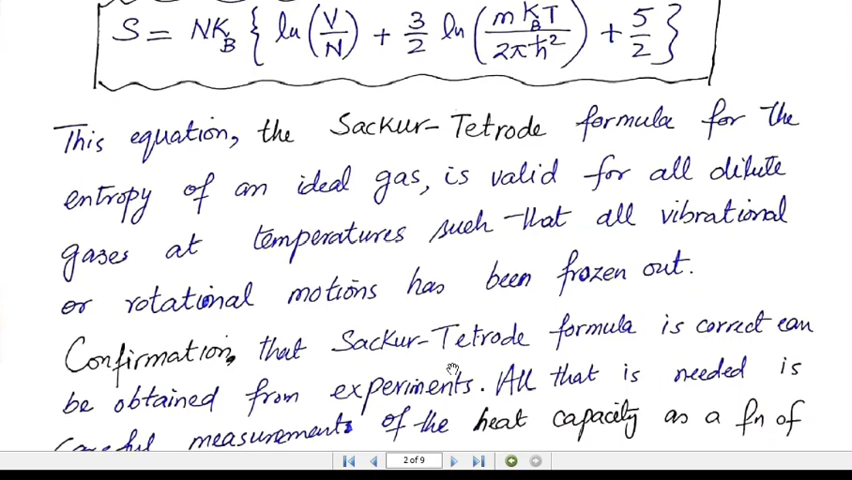 S = NK_B { ln(V/N) + 3/2 ln(m K_B T / 2πħ²) + 5/2 }
This equation, the Sackur-Tetrode formula for the
entropy of an ideal gas, is valid for all dilute
gases at temperatures such that all vibrational
or rotational motions has been frozen out.
Confirmation, that Sackur-Tetrode formula is correct can
be obtained from experiments. All that is needed is
Careful measurements of the heat capacity as a fn of
2 of 9